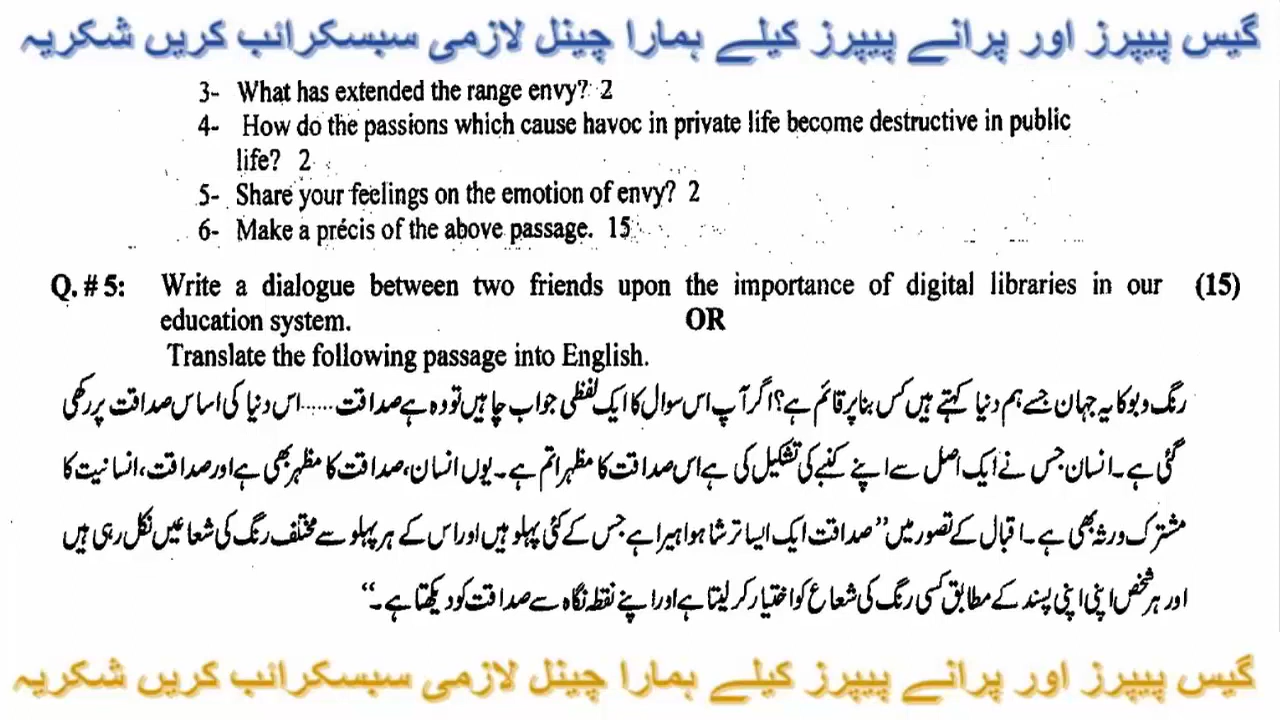 گیس پیپرز اور پرانے پیپرز کیلے ہمارا چینل لازمی سبسکرائب کریں شکریہ
3- What has extended the range envy? 2
4- How do the passions which cause havoc in private life become destructive in public
life? 2
5- Share your feelings on the emotion of envy? 2
6- Make a précis of the above passage. 15
Q. # 5: Write a dialogue between two friends upon the importance of digital libraries in our (15)
education system. OR
Translate the following passage into English.
رنگ و بو کا یہ جہان جسے ہم دنیا کہتے ہیں کس بنا پر قائم ہے؟ اگر آپ اس سوال کا ایک لفظی جواب چاہیں تو وہ ہے صداقت ...... اس دنیا کی اساس صداقت پر رکھی
گئی ہے۔ انسان جس نے ایک اصل سے اپنے کنبے کی تشکیل کی ہے اس صداقت کا مظہر اتم ہے۔ یوں انسان، صداقت کا مظہر بھی ہے اور صداقت، انسانیت کا
مشترک ورثہ بھی ہے۔ اقبال کے تصور میں ”صداقت ایک ایسا ترشا ہوا ہیرا ہے جس کے کئی پہلو ہیں اور اس کے ہر پہلو سے مختلف رنگ کی شعاعیں نکل رہی ہیں
اور ہر شخص اپنی اپنی پسند کے مطابق کسی رنگ کی شعاع کو اختیار کر لیتا ہے اور اپنے نقطہ نگاہ سے صداقت کو دیکھتا ہے۔“
گیس پیپرز اور پرانے پیپرز کیلے ہمارا چینل لازمی سبسکرائب کریں شکریہ